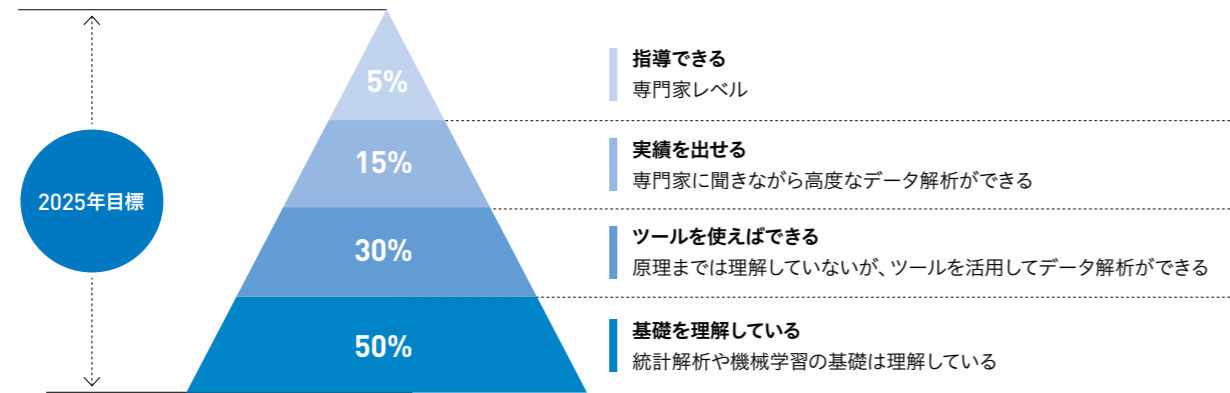 5%
指導できる
専門家レベル
15%
実績を出せる
専門家に聞きながら高度なデータ解析ができる
2025年目標
30%
ツールを使えばできる
原理までは理解していないが、ツールを活用してデータ解析ができる
50%
基礎を理解している
統計解析や機械学習の基礎は理解している